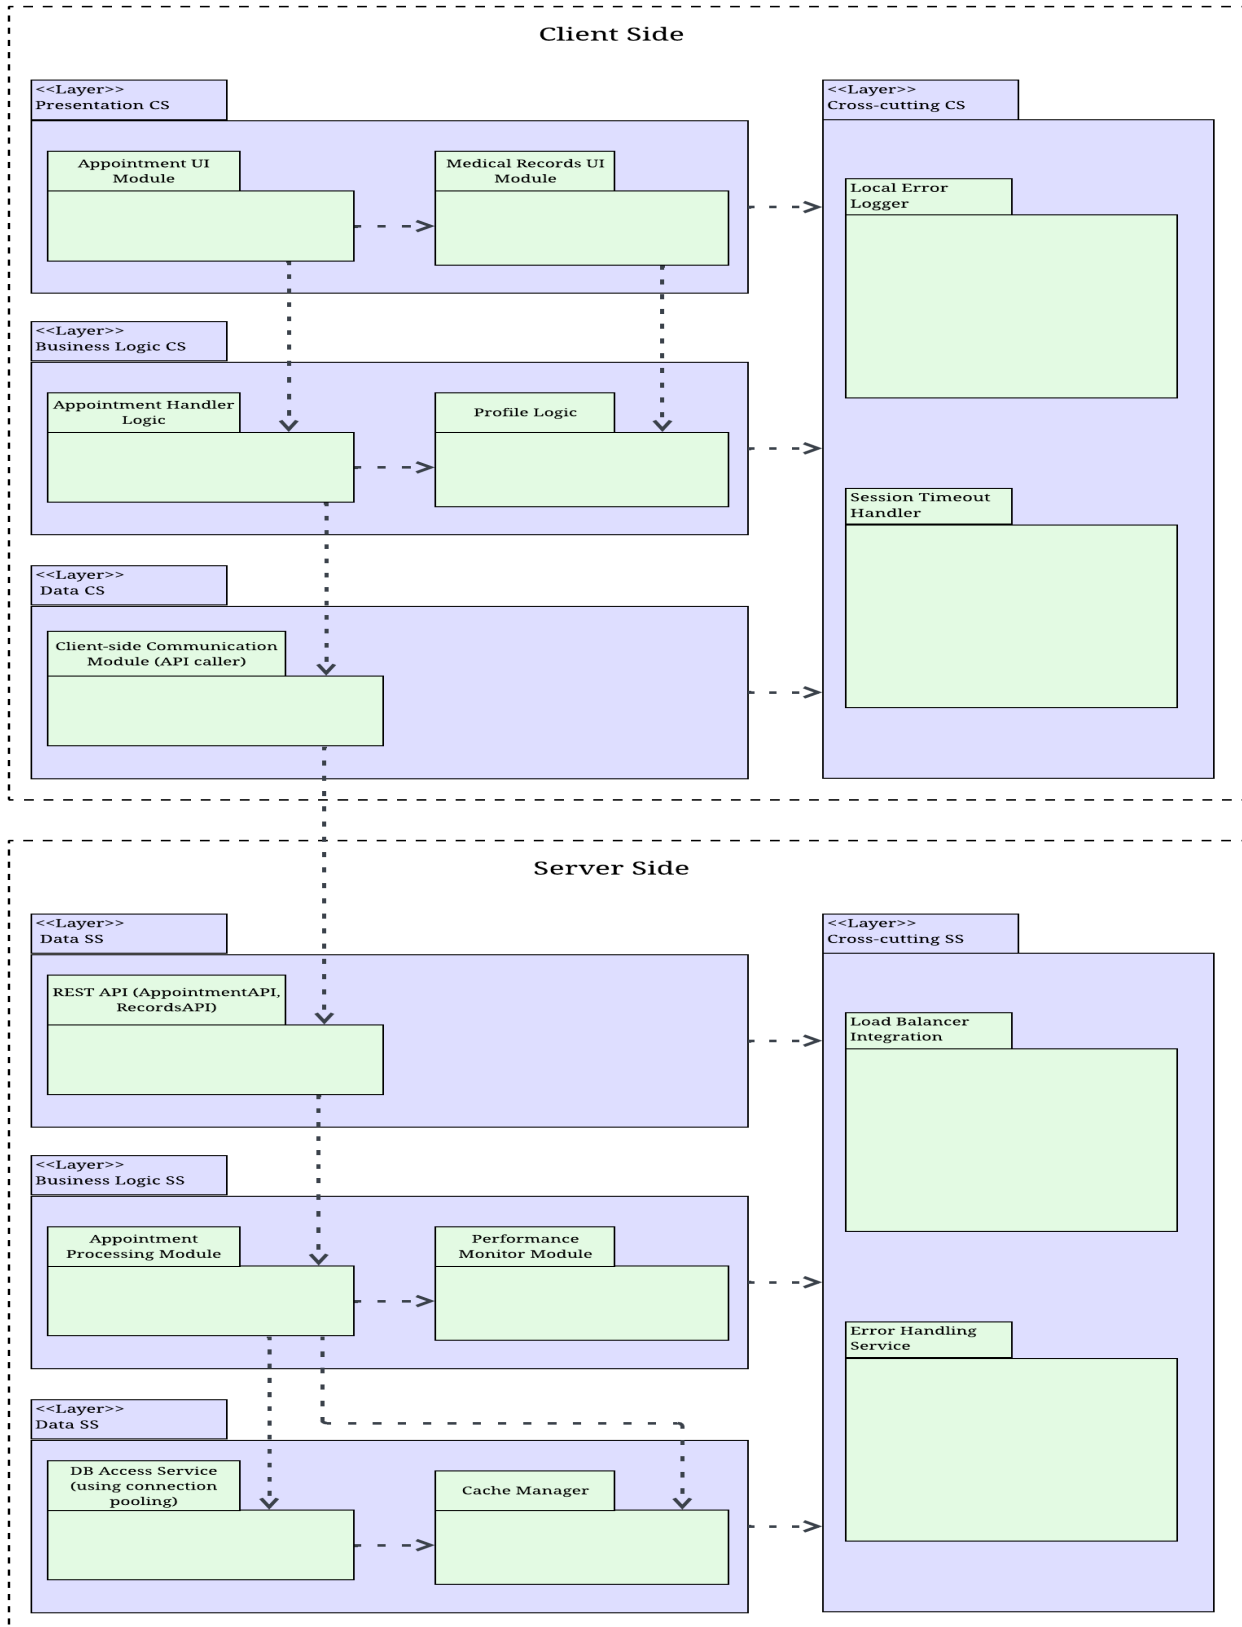 Client Side
<<Layer>>
Presentation CS
Appointment UI
Module
Medical Records UI
Module
<<Layer>>
Cross-cutting CS
Local Error
Logger
<<Layer>>
Business Logic CS
Appointment Handler
Logic
Profile Logic
Session Timeout
Handler
<<Layer>>
Data CS
Client-side Communication
Module (API caller)
Server Side
<<Layer>>
Data SS
REST API (AppointmentAPI,
RecordsAPI)
<<Layer>>
Cross-cutting SS
Load Balancer
Integration
<<Layer>>
Business Logic SS
Appointment
Processing Module
Performance
Monitor Module
Error Handling
Service
<<Layer>>
Data SS
DB Access Service
(using connection
pooling)
Cache Manager